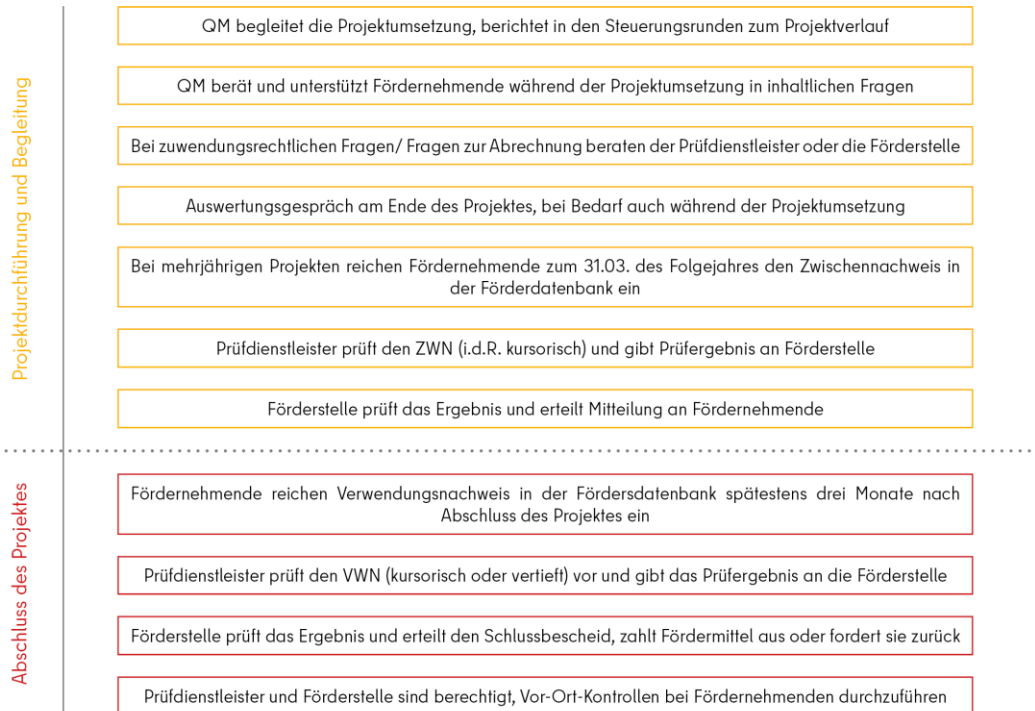 Projektdurchführung und Begleitung
QM begleitet die Projektumsetzung, berichtet in den Steuerungsrunden zum Projektverlauf
QM berät und unterstützt Fördernehmende während der Projektumsetzung in inhaltlichen Fragen
Bei zuwendungsrechtlichen Fragen/ Fragen zur Abrechnung beraten der Prüfdienstleister oder die Förderstelle
Auswertungsgespräch am Ende des Projektes, bei Bedarf auch während der Projektumsetzung
Bei mehrjährigen Projekten reichen Fördernehmende zum 31.03. des Folgejahres den Zwischennachweis in
der Förderdatenbank ein
Prüfdienstleister prüft den ZWN (i.d.R. kursorisch) und gibt Prüfergebnis an Förderstelle
Förderstelle prüft das Ergebnis und erteilt Mitteilung an Fördernehmende
Abschluss des Projektes
Fördernehmende reichen Verwendungsnachweis in der Fördersdatenbank spätestens drei Monate nach
Abschluss des Projektes ein
Prüfdienstleister prüft den VWN (kursorisch oder vertieft) vor und gibt das Prüfergebnis an die Förderstelle
Förderstelle prüft das Ergebnis und erteilt den Schlussbescheid, zahlt Fördermittel aus oder fordert sie zurück
Prüfdienstleister und Förderstelle sind berechtigt, Vor-Ort-Kontrollen bei Fördernehmenden durchzuführen